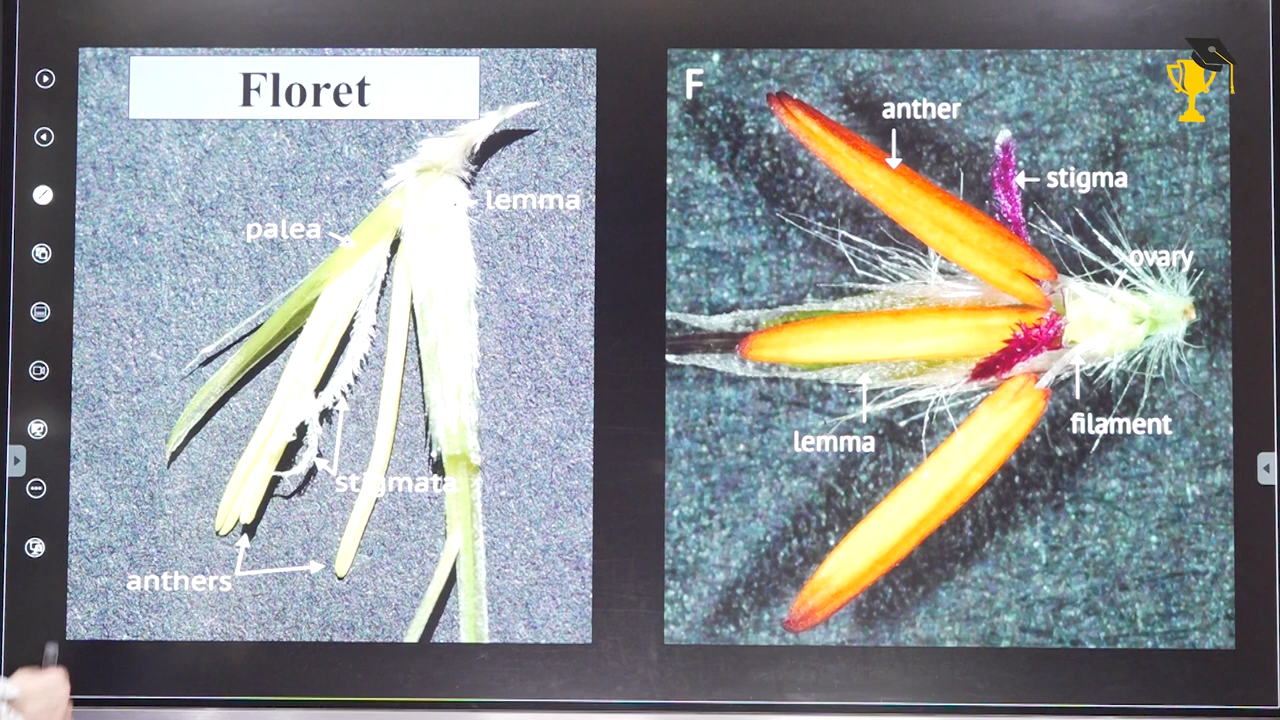 Floret
lemma
palea
stigmata
anthers
F
anther
stigma
ovary
lemma
filament